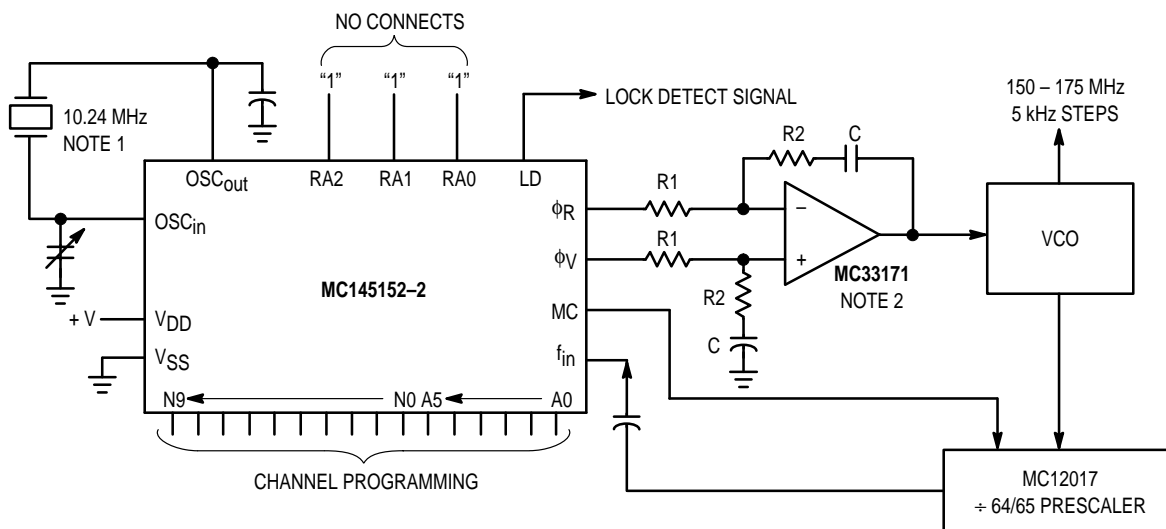 NO CONNECTS
“1” “1” “1”
10.24 MHz
NOTE 1
LOCK DETECT SIGNAL
150 – 175 MHz
5 kHz STEPS
OSCout RA2 RA1 RA0 LD
OSCin
ϕR
ϕV
MC
fin
MC145152–2
+ V
VDD
VSS
N9 N0 A5 A0
CHANNEL PROGRAMMING
R1
R1
R2 C
–
+
MC33171
NOTE 2
R2
C
VCO
MC12017
÷ 64/65 PRESCALER